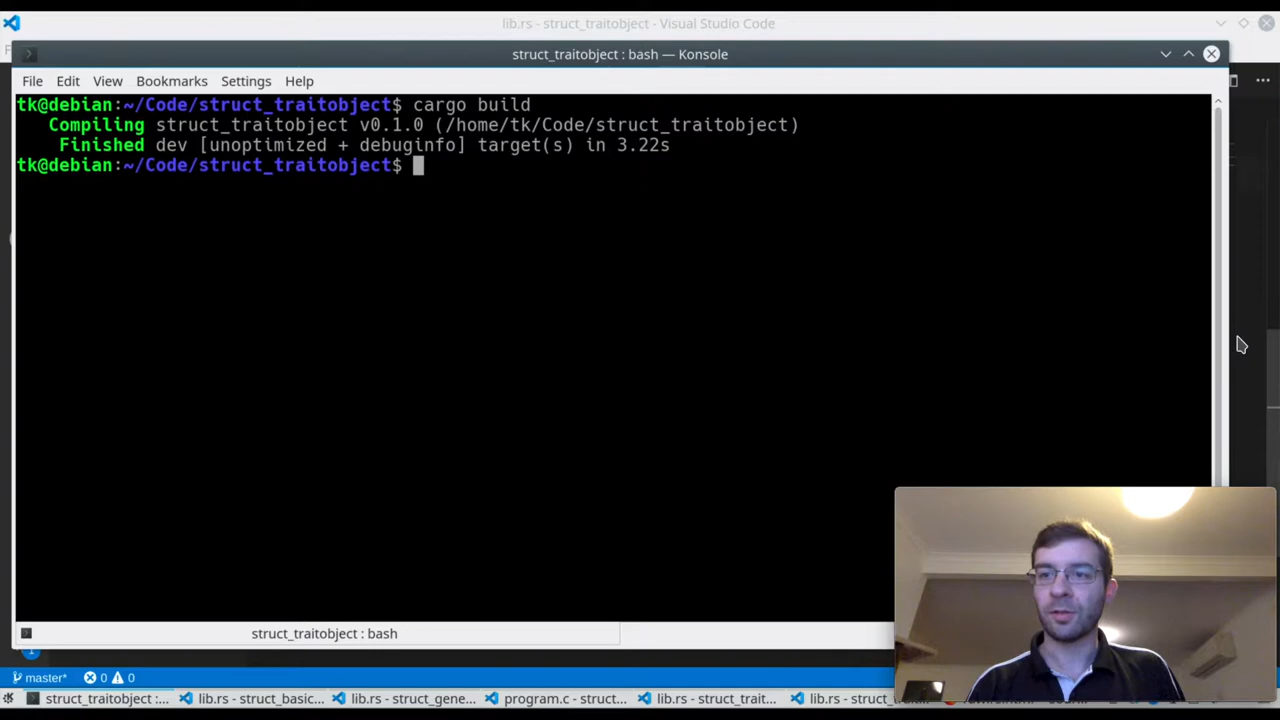 lib.rs - struct_traitobject - Visual Studio Code
struct_traitobject : bash — Konsole
File Edit View Bookmarks Settings Help
tk@debian:~/Code/struct_traitobject$ cargo build
Compiling struct_traitobject v0.1.0 (/home/tk/Code/struct_traitobject)
Finished dev [unoptimized + debuginfo] target(s) in 3.22s
tk@debian:~/Code/struct_traitobject$
struct_traitobject : bash
1
master* 0 0
struct_traitobject :... lib.rs - struct_basic... lib.rs - struct_gene... program.c - struct... lib.rs - struct_trait...